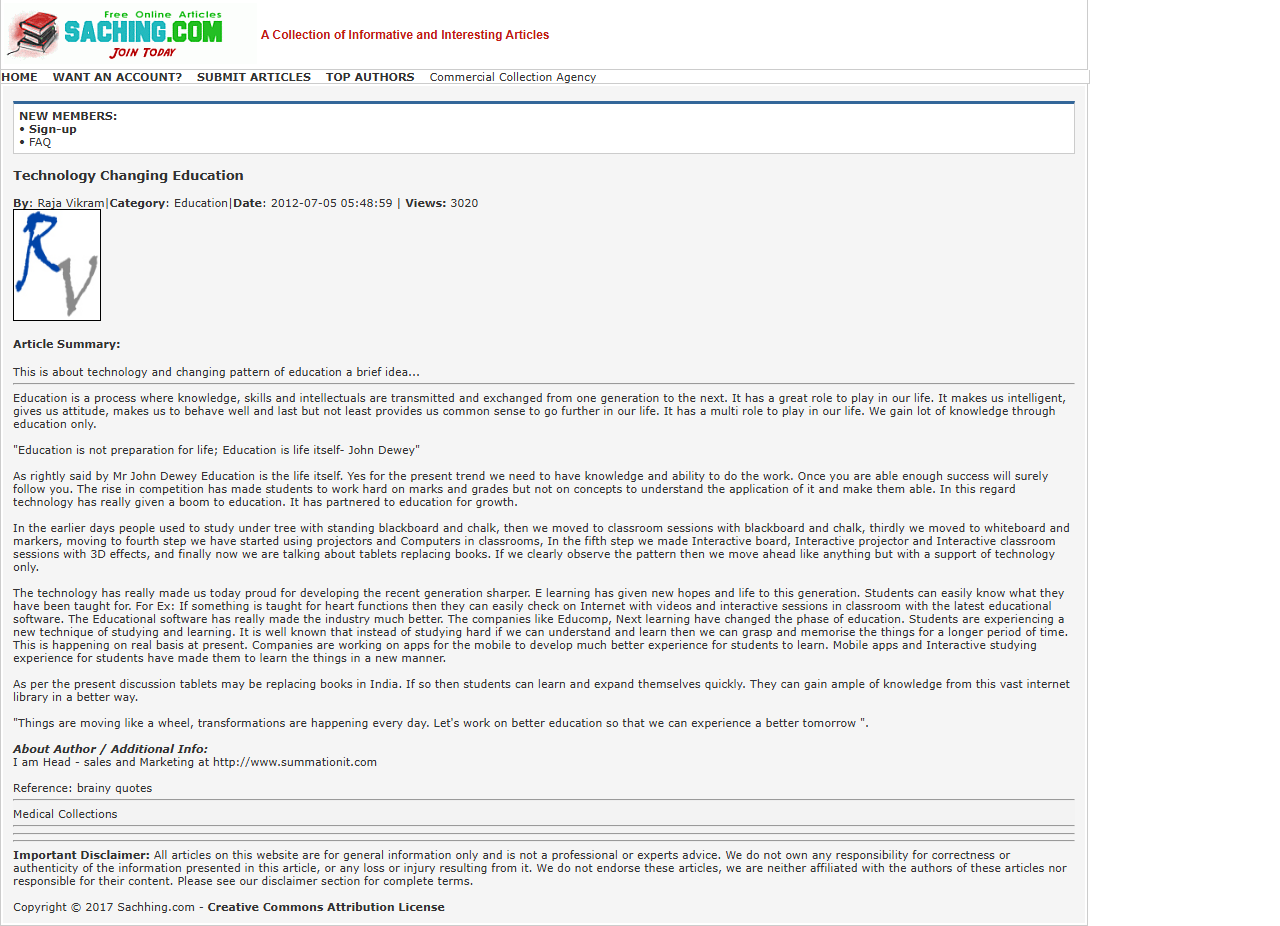 Free Online Articles
SACHING.COM
JOIN TODAY
A Collection of Informative and Interesting Articles
HOME WANT AN ACCOUNT? SUBMIT ARTICLES TOP AUTHORS Commercial Collection Agency
NEW MEMBERS:
• Sign-up
• FAQ
Technology Changing Education
By: Raja Vikram|Category: Education|Date: 2012-07-05 05:48:59 | Views: 3020
RV
Article Summary:
This is about technology and changing pattern of education a brief idea...
Education is a process where knowledge, skills and intellectuals are transmitted and exchanged from one generation to the next. It has a great role to play in our life. It makes us intelligent,
gives us attitude, makes us to behave well and last but not least provides us common sense to go further in our life. It has a multi role to play in our life. We gain lot of knowledge through
education only.
"Education is not preparation for life; Education is life itself- John Dewey"
As rightly said by Mr John Dewey Education is the life itself. Yes for the present trend we need to have knowledge and ability to do the work. Once you are able enough success will surely
follow you. The rise in competition has made students to work hard on marks and grades but not on concepts to understand the application of it and make them able. In this regard
technology has really given a boom to education. It has partnered to education for growth.
In the earlier days people used to study under tree with standing blackboard and chalk, then we moved to classroom sessions with blackboard and chalk, thirdly we moved to whiteboard and
markers, moving to fourth step we have started using projectors and Computers in classrooms, In the fifth step we made Interactive board, Interactive projector and Interactive classroom
sessions with 3D effects, and finally now we are talking about tablets replacing books. If we clearly observe the pattern then we move ahead like anything but with a support of technology
only.
The technology has really made us today proud for developing the recent generation sharper. E learning has given new hopes and life to this generation. Students can easily know what they
have been taught for. For Ex: If something is taught for heart functions then they can easily check on Internet with videos and interactive sessions in classroom with the latest educational
software. The Educational software has really made the industry much better. The companies like Educomp, Next learning have changed the phase of education. Students are experiencing a
new technique of studying and learning. It is well known that instead of studying hard if we can understand and learn then we can grasp and memorise the things for a longer period of time.
This is happening on real basis at present. Companies are working on apps for the mobile to develop much better experience for students to learn. Mobile apps and Interactive studying
experience for students have made them to learn the things in a new manner.
As per the present discussion tablets may be replacing books in India. If so then students can learn and expand themselves quickly. They can gain ample of knowledge from this vast internet
library in a better way.
"Things are moving like a wheel, transformations are happening every day. Let's work on better education so that we can experience a better tomorrow ".
About Author / Additional Info:
I am Head - sales and Marketing at http://www.summationit.com
Reference: brainy quotes
Medical Collections
Important Disclaimer: All articles on this website are for general information only and is not a professional or experts advice. We do not own any responsibility for correctness or
authenticity of the information presented in this article, or any loss or injury resulting from it. We do not endorse these articles, we are neither affiliated with the authors of these articles nor
responsible for their content. Please see our disclaimer section for complete terms.
Copyright © 2017 Sachhing.com - Creative Commons Attribution License